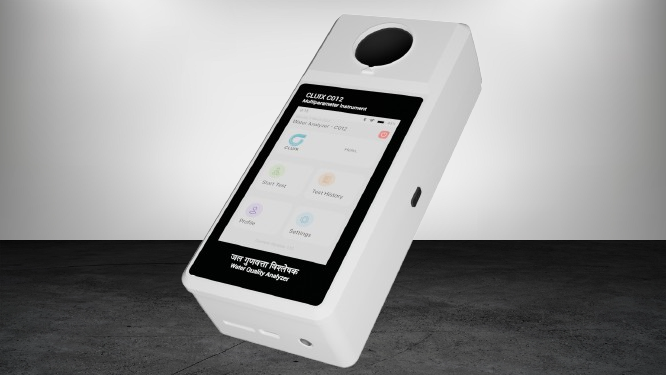 CLUIX C012
Multiparameter Instrument
Water Analyzer - C012
CLUIX
Start Test
Test History
Profile
Settings
जल गुणवत्ता विश्लेषक
Water Quality Analyzer